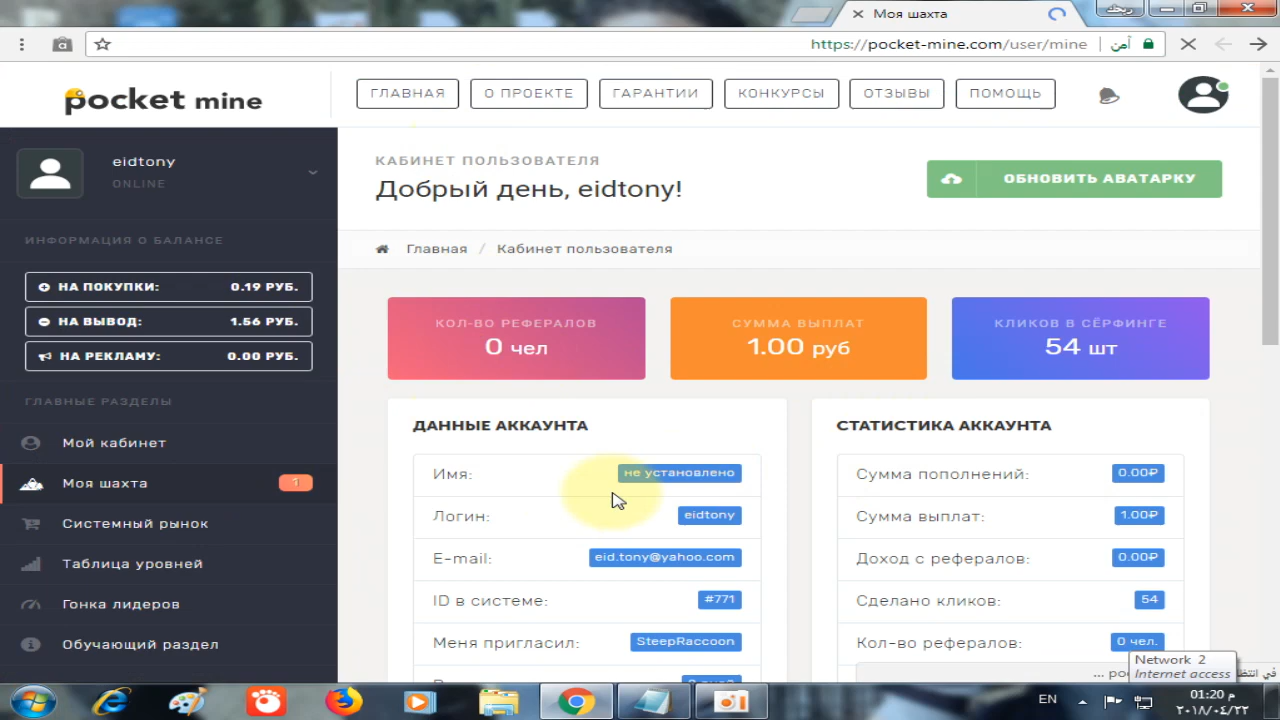 Моя шахта
ريحك
https://pocket-mine.com/user/mine
آمن
pocket mine
ГЛАВНАЯ
О ПРОЕКТЕ
ГАРАНТИИ
КОНКУРСЫ
ОТЗЫВЫ
ПОМОЩЬ
eidtony
ONLINE
КАБИНЕТ ПОЛЬЗОВАТЕЛЯ
Добрый день, eidtony!
ОБНОВИТЬ АВАТАРКУ
ИНФОРМАЦИЯ О БАЛАНСЕ
НА ПОКУПКИ: 0.19 РУБ.
НА ВЫВОД: 1.56 РУБ.
НА РЕКЛАМУ: 0.00 РУБ.
ГЛАВНЫЕ РАЗДЕЛЫ
Мой кабинет
Моя шахта 1
Системный рынок
Таблица уровней
Гонка лидеров
Обучающий раздел
Главная / Кабинет пользователя
КОЛ-ВО РЕФЕРАЛОВ
0 чел
СУММА ВЫПЛАТ
1.00 руб
КЛИКОВ В СЁРФИНГЕ
54 шт
ДАННЫЕ АККАУНТА
Имя: не установлено
Логин: eidtony
E-mail: eid.tony@yahoo.com
ID в системе: #771
Меня пригласил: SteepRaccoon
СТАТИСТИКА АККАУНТА
Сумма пополнений: 0.00₽
Сумма выплат: 1.00₽
Доход с рефералов: 0.00₽
Сделано кликов: 54
Кол-во рефералов: 0 чел.
Network 2
Internet access
EN
01:20 م
٢٠١٨/٠٤/٢٢